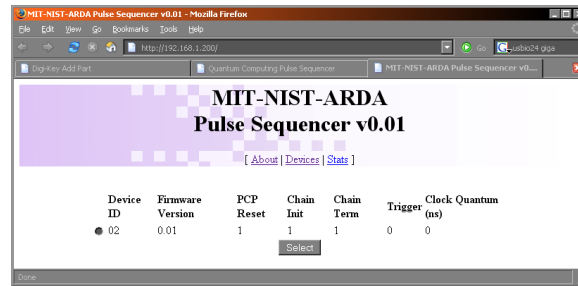 MIT-NIST-ARDA Pulse Sequencer v0.01 - Mozilla Firefox
File Edit View Go Bookmarks Tools Help
http://192.168.1.200/ Go usbio24 giga
Digi-Key Add Part Quantum Computing Pulse Sequencer MIT-NIST-ARDA Pulse Sequencer v0....
MIT-NIST-ARDA
Pulse Sequencer v0.01
[ About | Devices | Stats ]
Device ID Firmware Version PCP Reset Chain Init Chain Term Trigger Clock Quantum (ns)
02 0.01 1 1 1 0 0
Select
Done